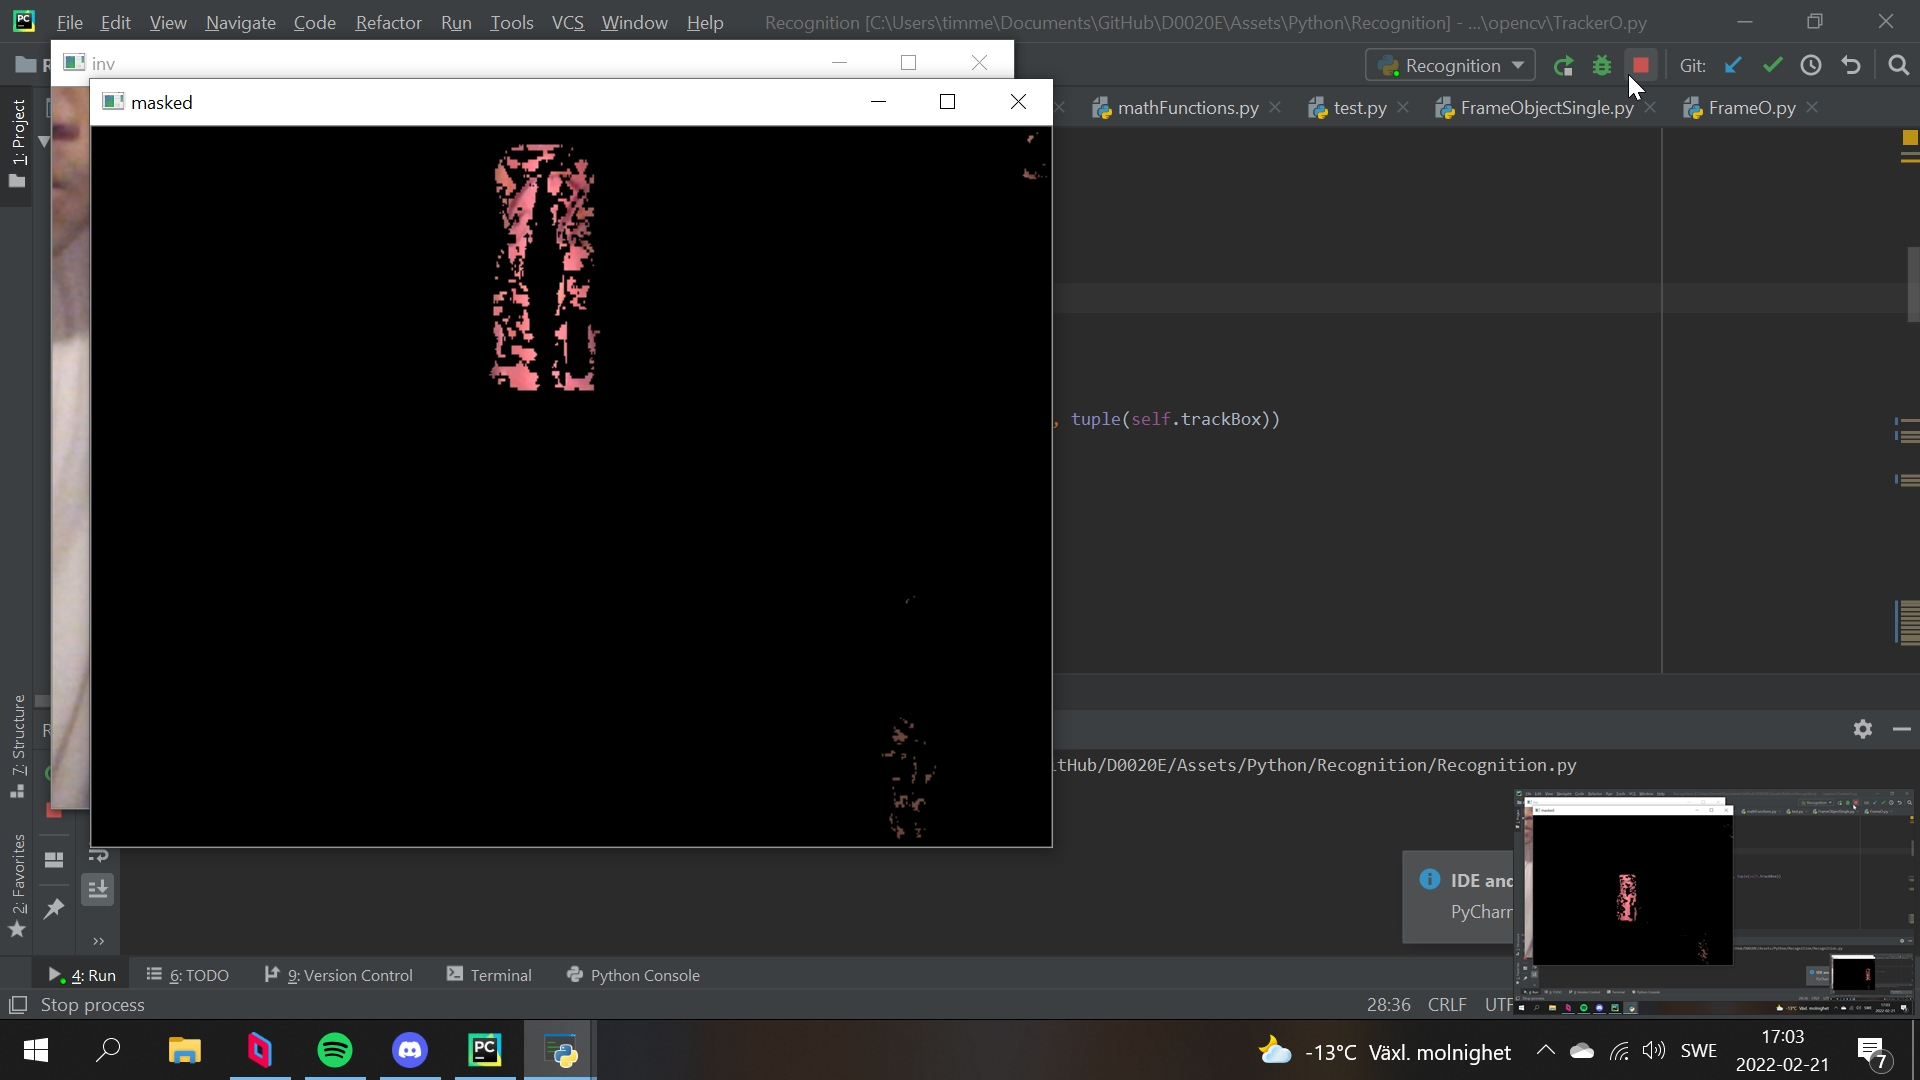 File Edit View Navigate Code Refactor Run Tools VCS Window Help Recognition [C:\Users\timme\Documents\GitHub\D0020E\Assets\Python\Recognition] - ...\opencv\TrackerO.py
inv
Recognition Git:
masked
mathFunctions.py test.py FrameObjectSingle.py FrameO.py
1: Project
, tuple(self.trackBox))
7: Structure
itHub/D0020E/Assets/Python/Recognition/Recognition.py
2: Favorites
IDE and
PyCharm
4: Run 6: TODO 9: Version Control Terminal Python Console
Stop process 28:36 CRLF UTF
-13°C Växl. molnighet SWE 17:03
2022-02-21 7